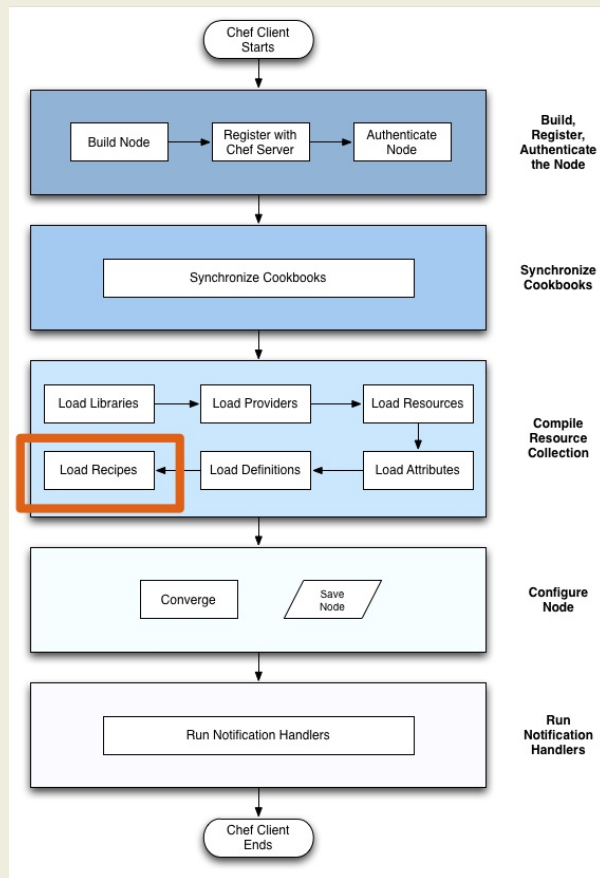 Chef Client
Starts
Build Node
Register with
Chef Server
Authenticate
Node
Build,
Register,
Authenticate
the Node
Synchronize Cookbooks
Synchronize
Cookbooks
Load Libraries
Load Providers
Load Resources
Load Recipes
Load Definitions
Load Attributes
Compile
Resource
Collection
Converge
Save
Node
Configure
Node
Run Notification Handlers
Run
Notification
Handlers
Chef Client
Ends